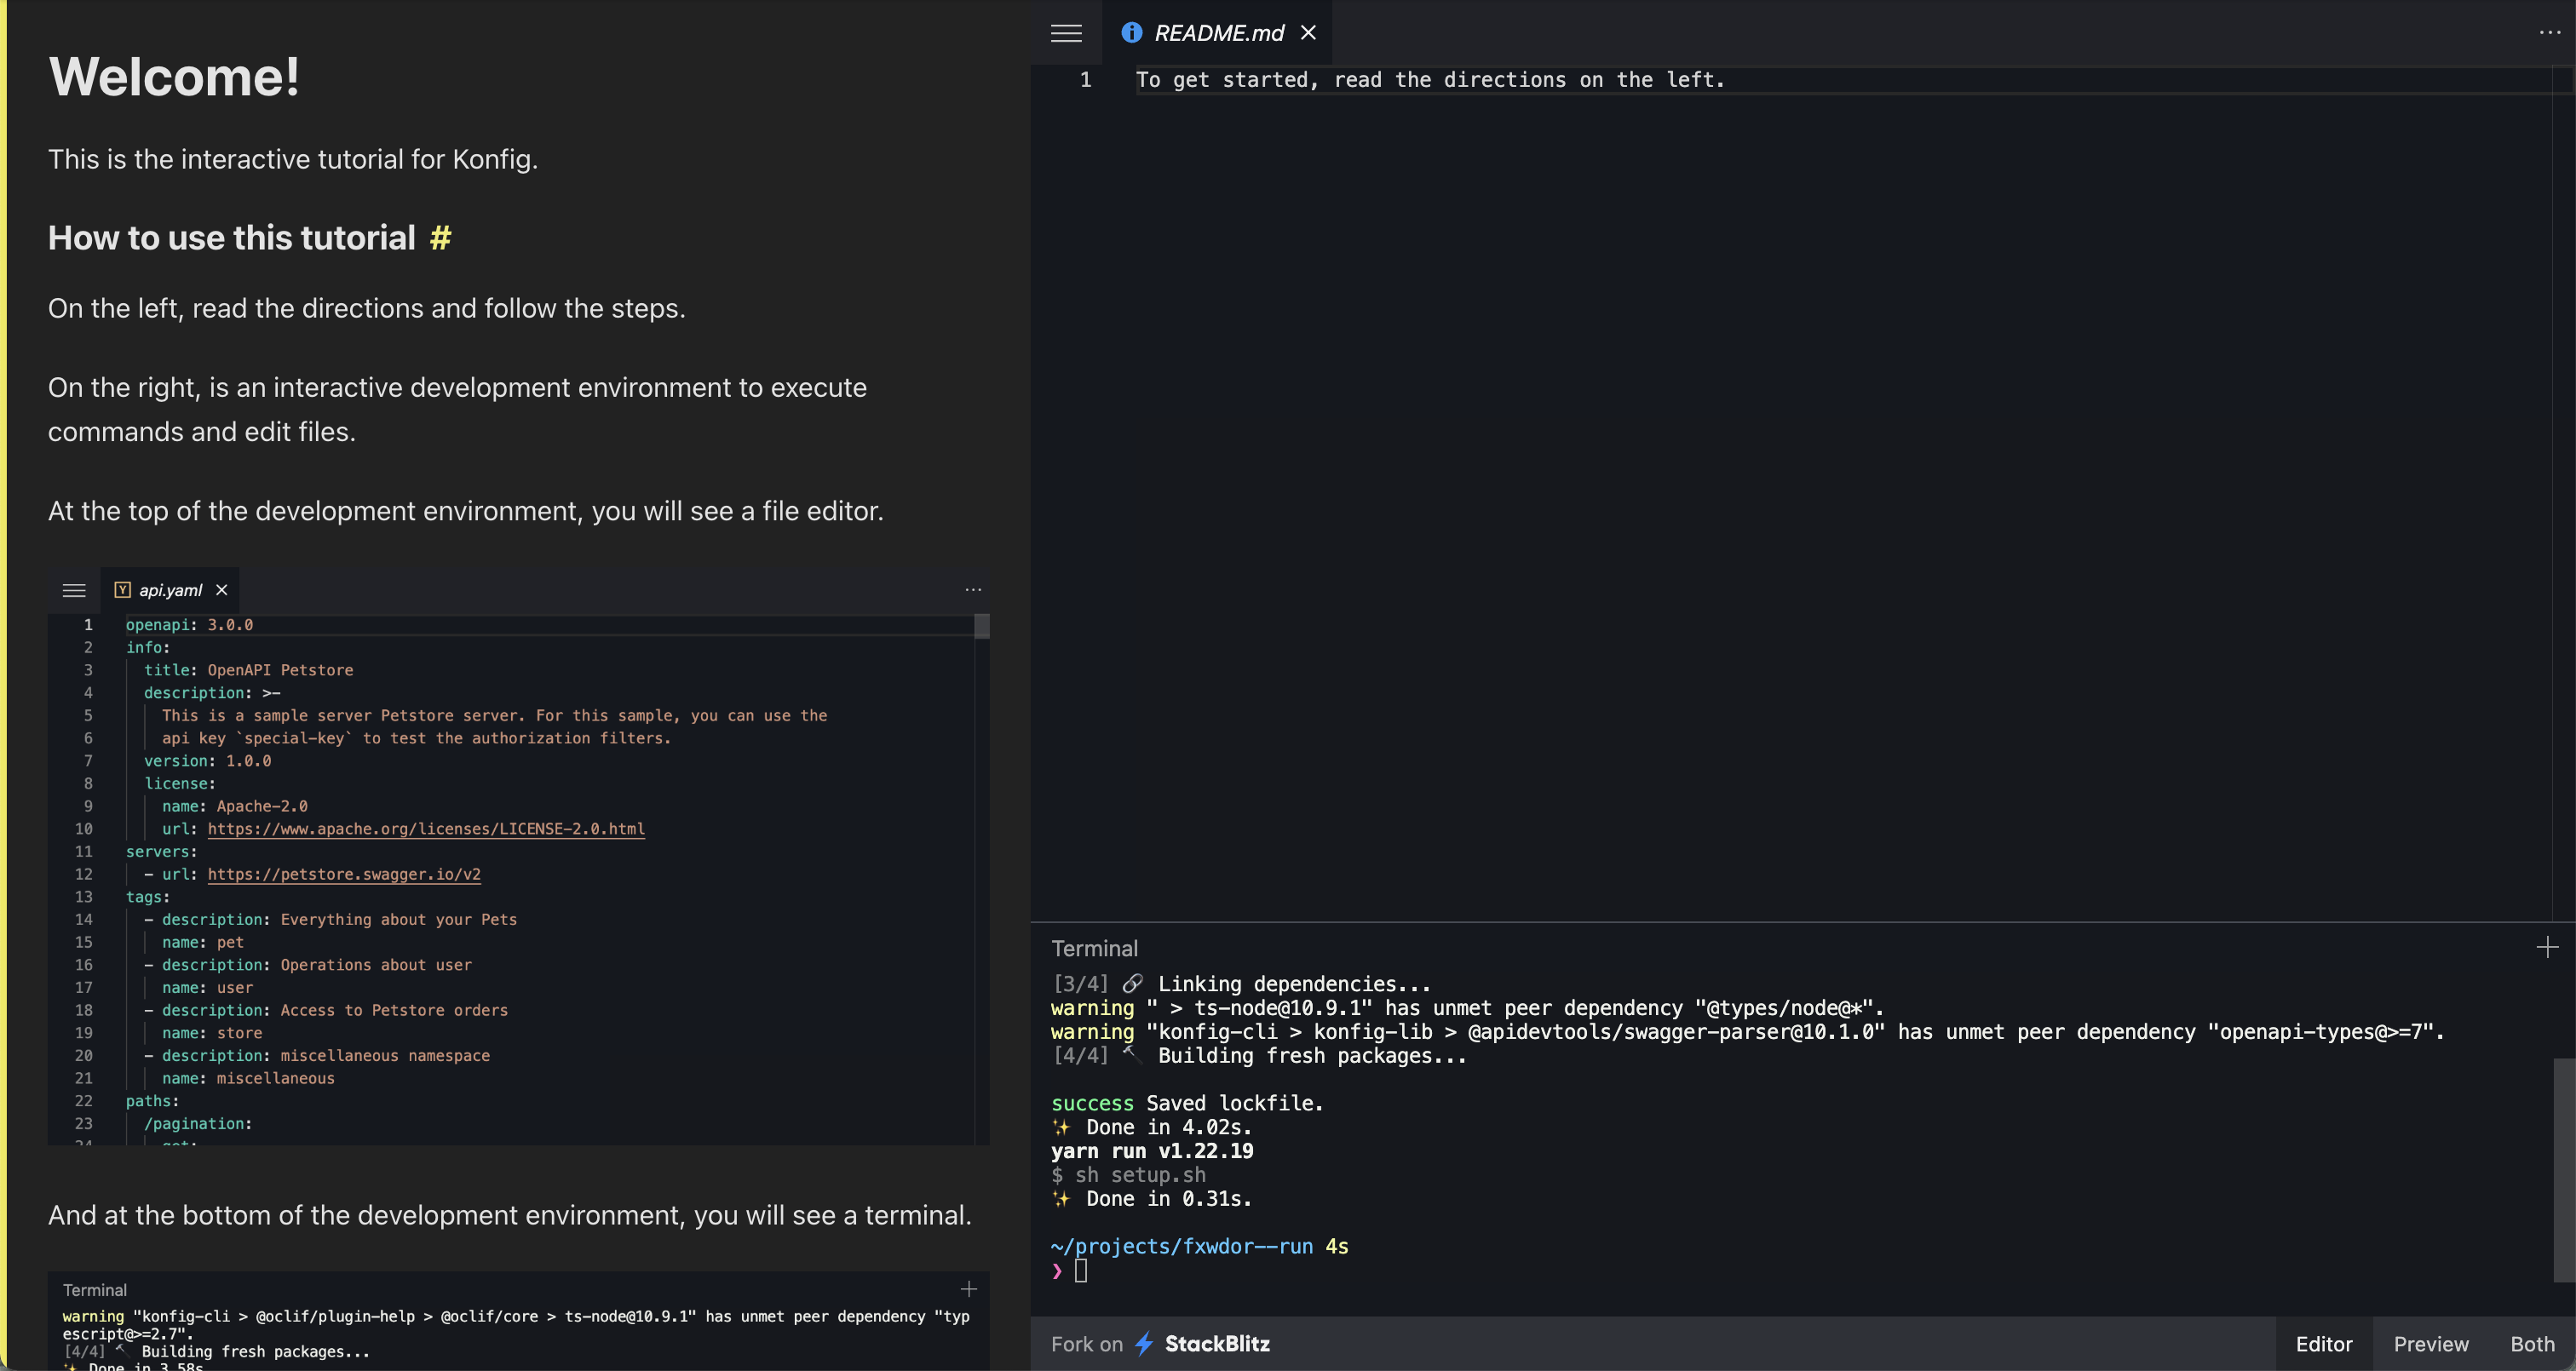 Welcome!
This is the interactive tutorial for Konfig.
How to use this tutorial #
On the left, read the directions and follow the steps.
On the right, is an interactive development environment to execute
commands and edit files.
At the top of the development environment, you will see a file editor.
api.yaml
1 openapi: 3.0.0
2 info:
3 title: OpenAPI Petstore
4 description: >-
5 This is a sample server Petstore server. For this sample, you can use the
6 api key `special-key` to test the authorization filters.
7 version: 1.0.0
8 license:
9 name: Apache-2.0
10 url: https://www.apache.org/licenses/LICENSE-2.0.html
11 servers:
12 - url: https://petstore.swagger.io/v2
13 tags:
14 - description: Everything about your Pets
15 name: pet
16 - description: Operations about user
17 name: user
18 - description: Access to Petstore orders
19 name: store
20 - description: miscellaneous namespace
21 name: miscellaneous
22 paths:
23 /pagination:
24 get:
And at the bottom of the development environment, you will see a terminal.
Terminal
warning "konfig-cli > @oclif/plugin-help > @oclif/core > ts-node@10.9.1" has unmet peer dependency "typ
escript@>=2.7".
[4/4] 🔨 Building fresh packages...
✨ Done in 3.58s.
README.md
1 To get started, read the directions on the left.
Terminal
[3/4] 🔗 Linking dependencies...
warning " > ts-node@10.9.1" has unmet peer dependency "@types/node@*".
warning "konfig-cli > konfig-lib > @apidevtools/swagger-parser@10.1.0" has unmet peer dependency "openapi-types@>=7".
[4/4] 🔨 Building fresh packages...
success Saved lockfile.
✨ Done in 4.02s.
yarn run v1.22.19
$ sh setup.sh
✨ Done in 0.31s.
~/projects/fxwdor--run 4s
❯
Fork on ⚡ StackBlitz
Editor Preview Both